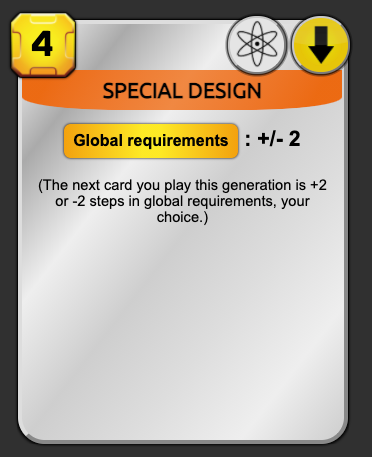 4
SPECIAL DESIGN
Global requirements : +/- 2
(The next card you play this generation is +2
or -2 steps in global requirements, your
choice.)